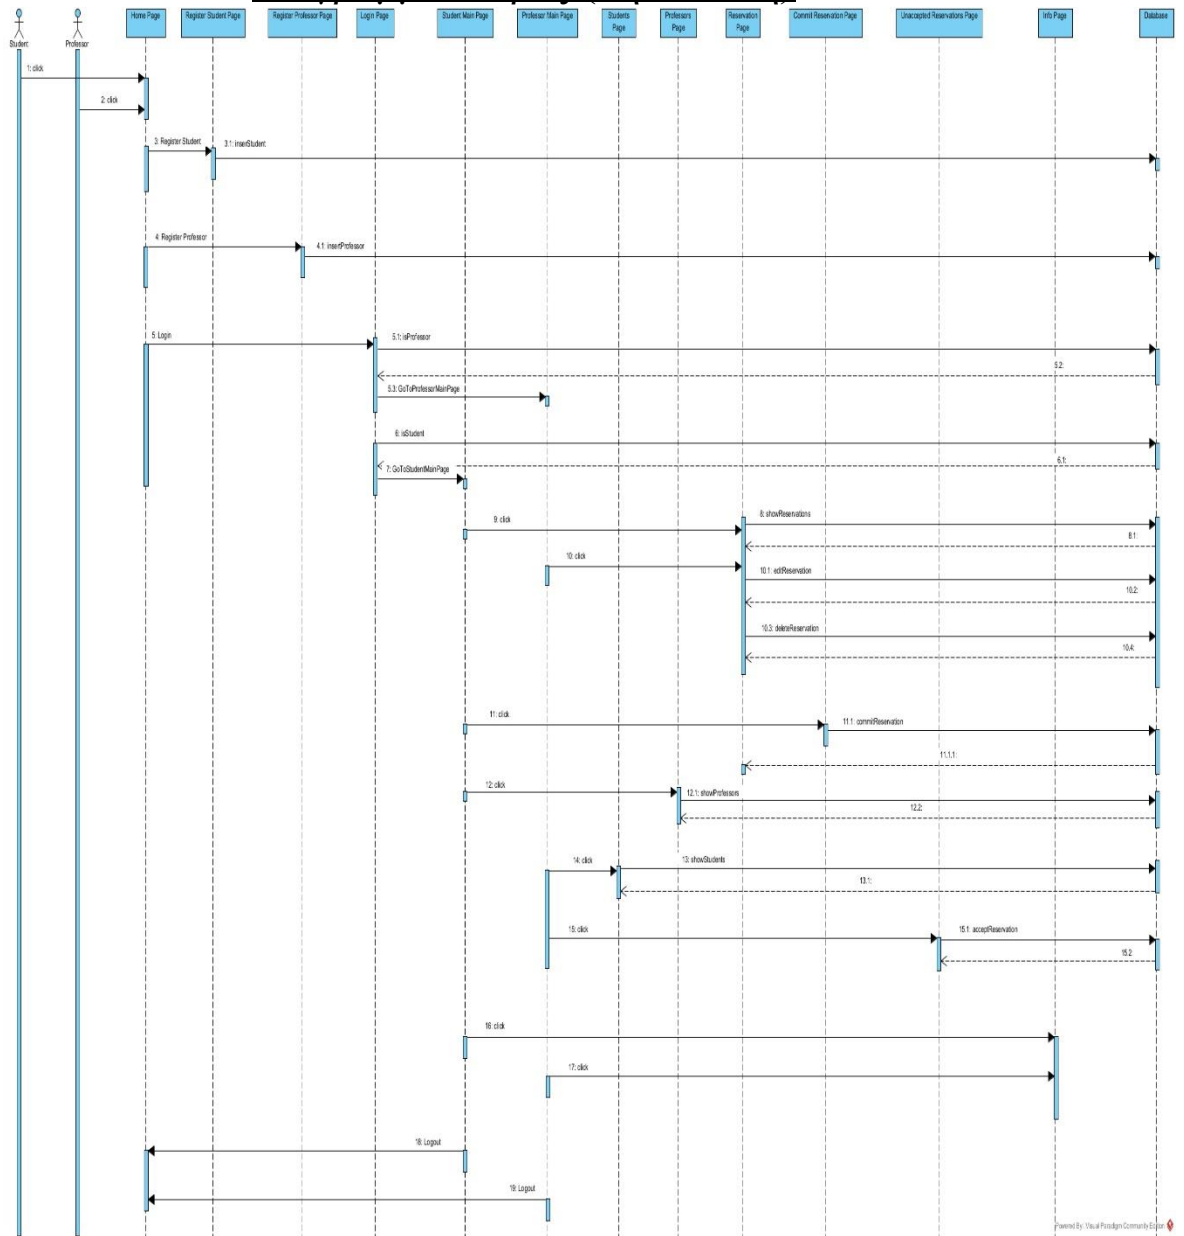 Home Page
Register Student Page
Register Professor Page
Login Page
Student Main Page
Professor Main Page
Students
Page
Professors
Page
Reservation
Page
Commit Reservation Page
Unaccepted Reservations Page
Info Page
Database
Student
Professor
1: click
2: click
3: Register Student
3.1: inserStudent
4: Register Professor
4.1: insertProfessor
5: Login
5.1: isProfessor
5.2:
5.3: GoToProfessorMainPage
6: isStudent
6.1:
7: GoToStudentMainPage
8: showReservations
9: click
8.1:
10: click
10.1: editReservation
10.2:
10.3: deleteReservation
10.4:
11: click
11.1: commitReservation
11.1.1:
12: click
12.1: showProfessors
12.2:
14: click
13: showStudents
13.1:
15: click
15.1: acceptReservation
15.2
16: click
17: click
18: Logout
19: Logout
Powered By: Visual Paradigm Community Edition